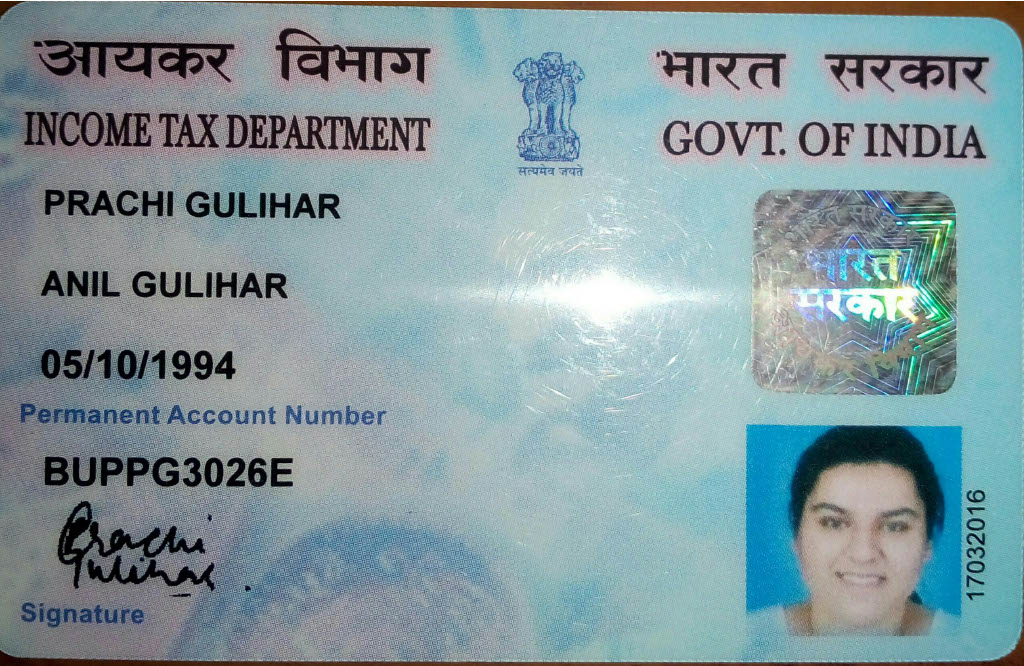 आयकर विभाग
INCOME TAX DEPARTMENT
सत्यमेव जयते
भारत सरकार
GOVT. OF INDIA
PRACHI GULIHAR
ANIL GULIHAR
05/10/1994
Permanent Account Number
BUPPG3026E
Prachi
Gulihar
Signature
भारत
सरकार
17032016